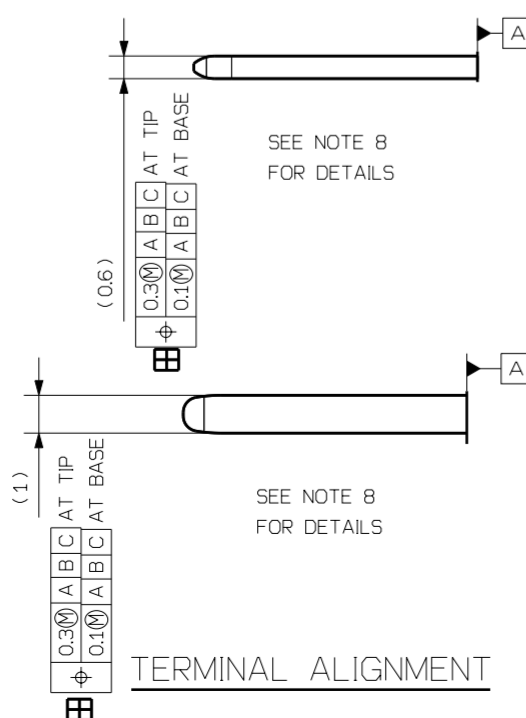 A
SEE NOTE 8
FOR DETAILS
(0.6)
0.3Ⓜ A B C AT TIP
0.1Ⓜ A B C AT BASE
A
SEE NOTE 8
FOR DETAILS
(1)
0.3Ⓜ A B C AT TIP
0.1Ⓜ A B C AT BASE
TERMINAL ALIGNMENT